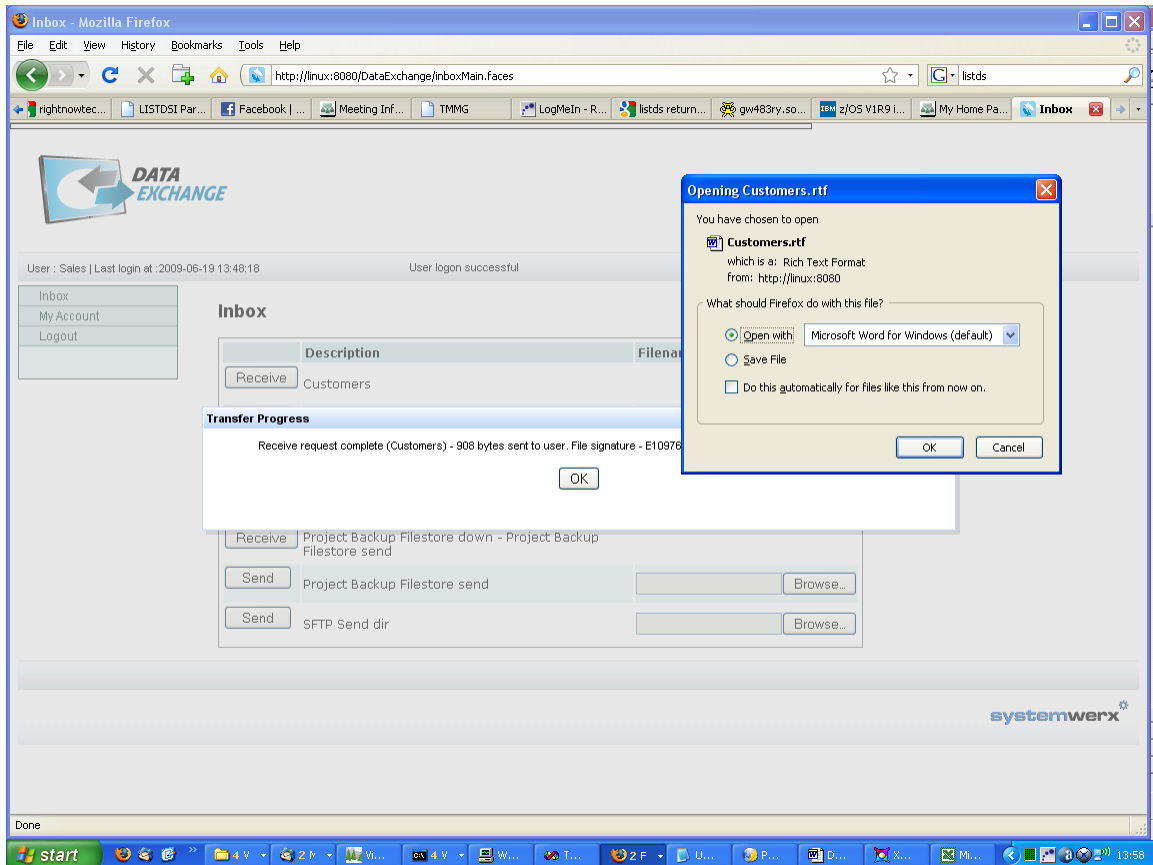 Inbox - Mozilla Firefox
File Edit View History Bookmarks Tools Help
http://linux:8080/DataExchange/inboxMain.faces
G listds
rightnowtec... LISTDSI Par... Facebook | ... Meeting Inf... TMMG LogMeIn - R... listds return... gw483ry.so... IBM z/OS V1R9 i... My Home Pa... Inbox
DATA
EXCHANGE
User : Sales | Last login at :2009-06-19 13:48:18 User logon successful
Inbox
My Account
Logout
Inbox
Description Filenam
Receive Customers
Transfer Progress
Receive request complete (Customers) - 908 bytes sent to user. File signature - E10976
OK
Receive Project Backup Filestore down - Project Backup
Filestore send
Send Project Backup Filestore send Browse...
Send SFTP Send dir Browse...
Opening Customers.rtf
You have chosen to open
Customers.rtf
which is a: Rich Text Format
from: http://linux:8080
What should Firefox do with this file?
Open with Microsoft Word for Windows (default)
Save File
Do this automatically for files like this from now on.
OK Cancel
systemwerx
Done
start 4 V 2 Vi... 4 V W... T... 2 F U... P... D... X... Mi... 13:58